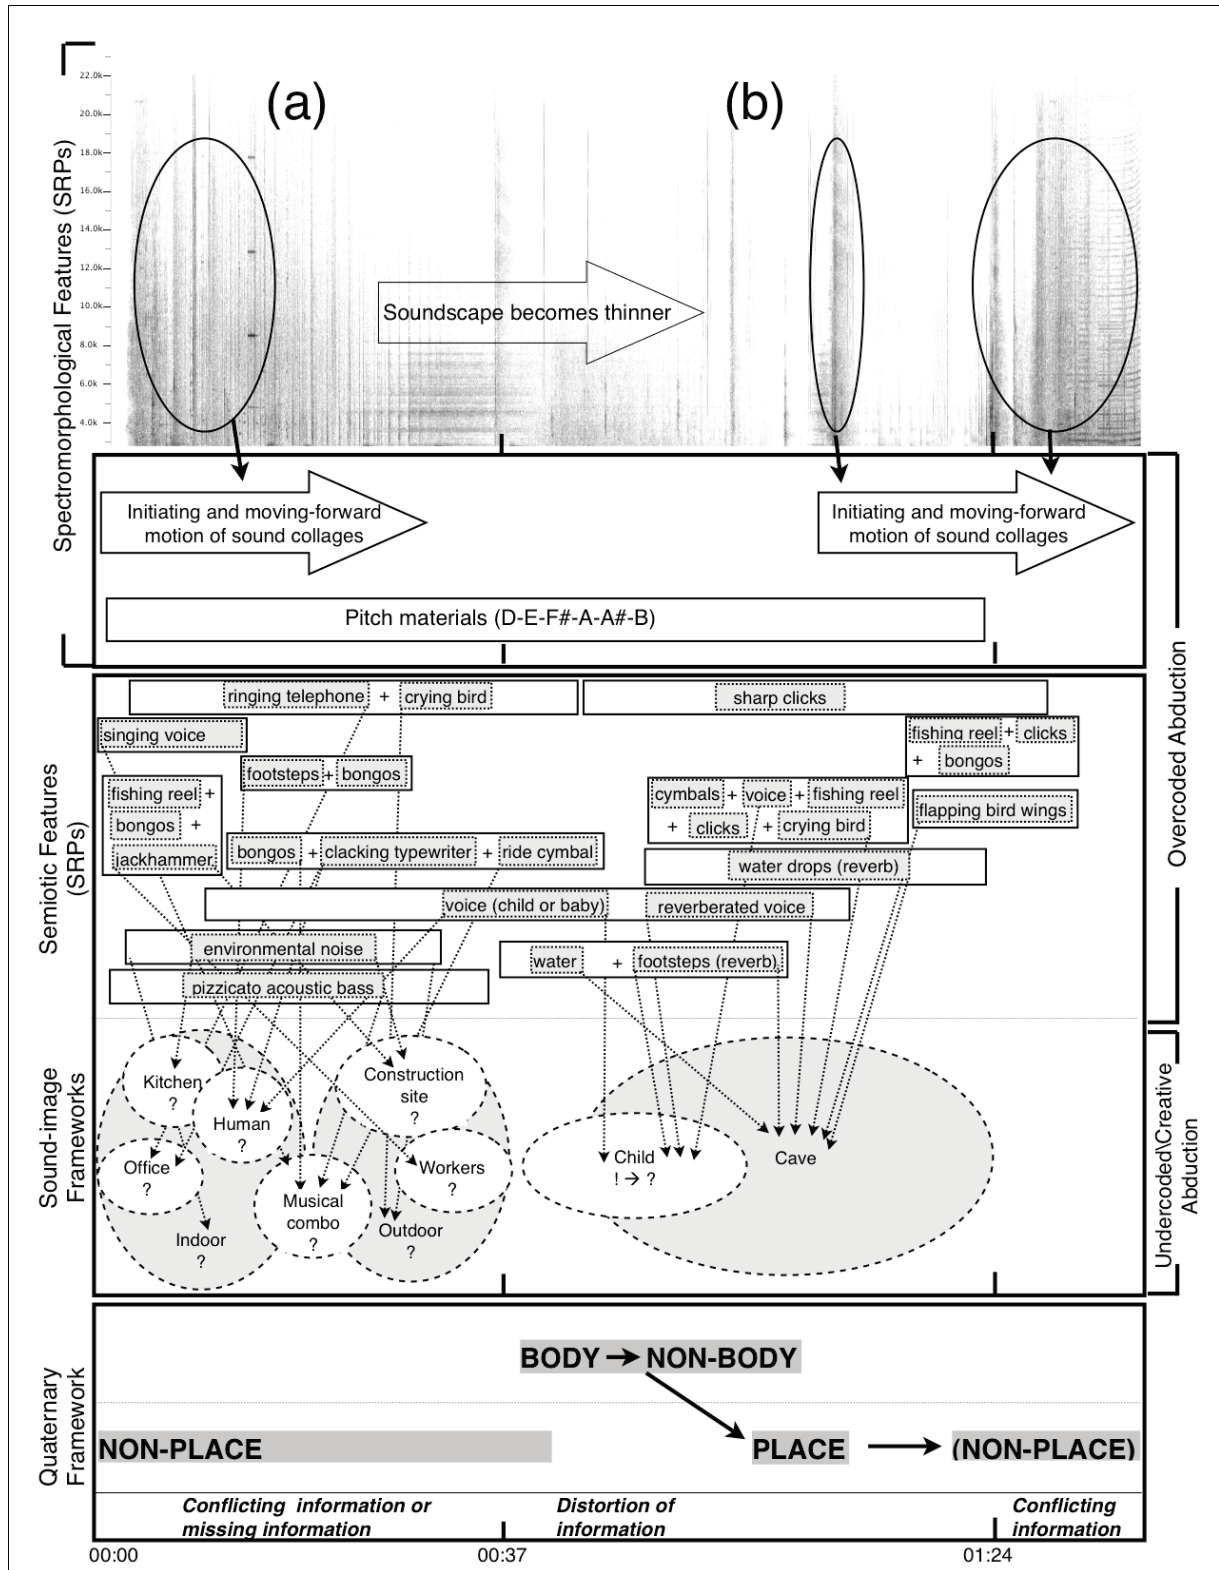 (a)
(b)
Spectromorphological Features (SRPs)
22.0k
20.0k
18.0k
16.0k
14.0k
12.0k
10.0k
8.0k
6.0k
4.0k
Soundscape becomes thinner
Initiating and moving-forward
motion of sound collages
Initiating and moving-forward
motion of sound collages
Pitch materials (D-E-F#-A-A#-B)
Overcoded Abduction
Semiotic Features
(SRPs)
ringing telephone + crying bird
sharp clicks
singing voice
fishing reel + clicks
+ bongos
footsteps + bongos
fishing reel +
bongos +
jackhammer
cymbals + voice + fishing reel
+ clicks + crying bird
flapping bird wings
bongos + clacking typewriter + ride cymbal
water drops (reverb)
voice (child or baby)
reverberated voice
environmental noise
water + footsteps (reverb)
pizzicato acoustic bass
Sound-image
Frameworks
Undercoded\Creative
Abduction
Kitchen
?
Human
?
Construction
site
?
Office
?
Workers
?
Musical
combo
?
Indoor
?
Outdoor
?
Child
! → ?
Cave
Quaternary
Framework
BODY → NON-BODY
NON-PLACE
PLACE
(NON-PLACE)
Conflicting information or
missing information
Distortion of
information
Conflicting
information
00:00
00:37
01:24